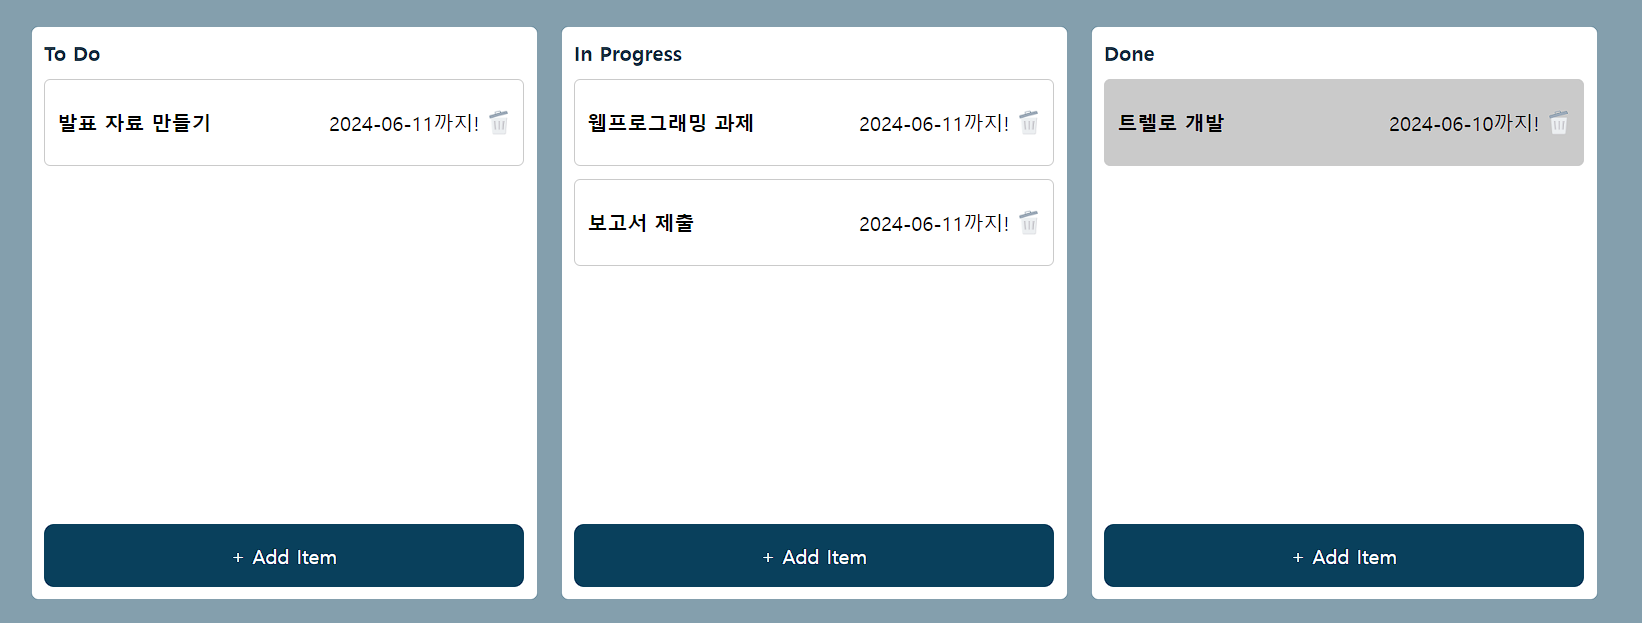 To Do
발표 자료 만들기 2024-06-11까지!
+ Add Item
In Progress
웹프로그래밍 과제 2024-06-11까지!
보고서 제출 2024-06-11까지!
+ Add Item
Done
트렐로 개발 2024-06-10까지!
+ Add Item